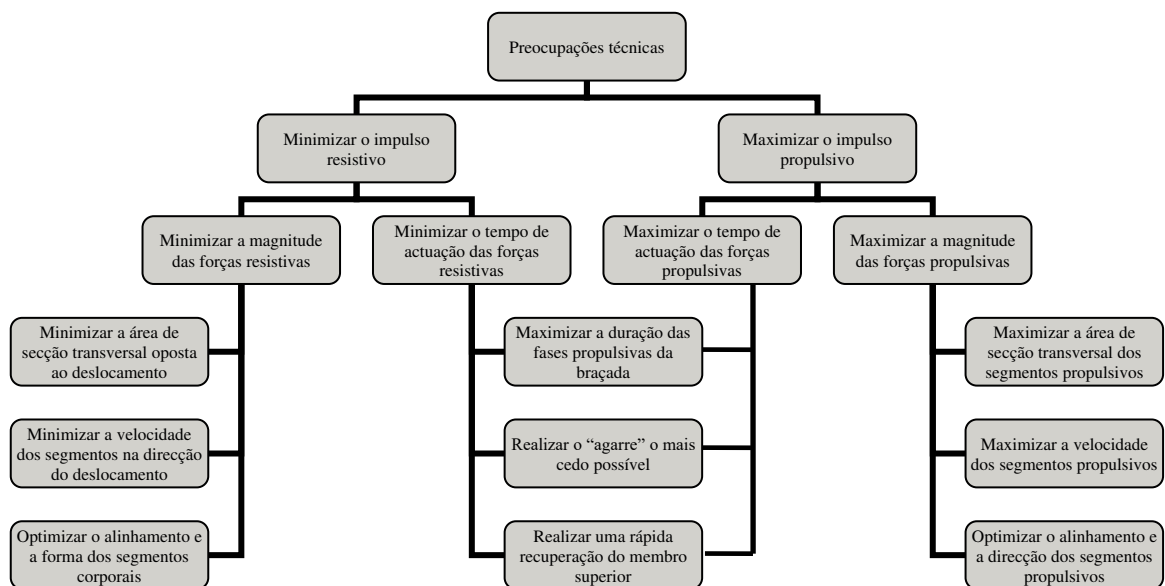 Preocupações técnicas
Minimizar o impulso
resistivo
Maximizar o impulso
propulsivo
Minimizar a magnitude
das forças resistivas
Minimizar o tempo de
actuação das forças
resistivas
Maximizar o tempo de
actuação das forças
propulsivas
Maximizar a magnitude
das forças propulsivas
Minimizar a área de
secção transversal oposta
ao deslocamento
Maximizar a duração das
fases propulsivas da
braçada
Maximizar a área de
secção transversal dos
segmentos propulsivos
Minimizar a velocidade
dos segmentos na direcção
do deslocamento
Realizar o “agarre” o mais
cedo possível
Maximizar a velocidade
dos segmentos propulsivos
Optimizar o alinhamento e
a forma dos segmentos
corporais
Realizar uma rápida
recuperação do membro
superior
Optimizar o alinhamento e
a direcção dos segmentos
propulsivos